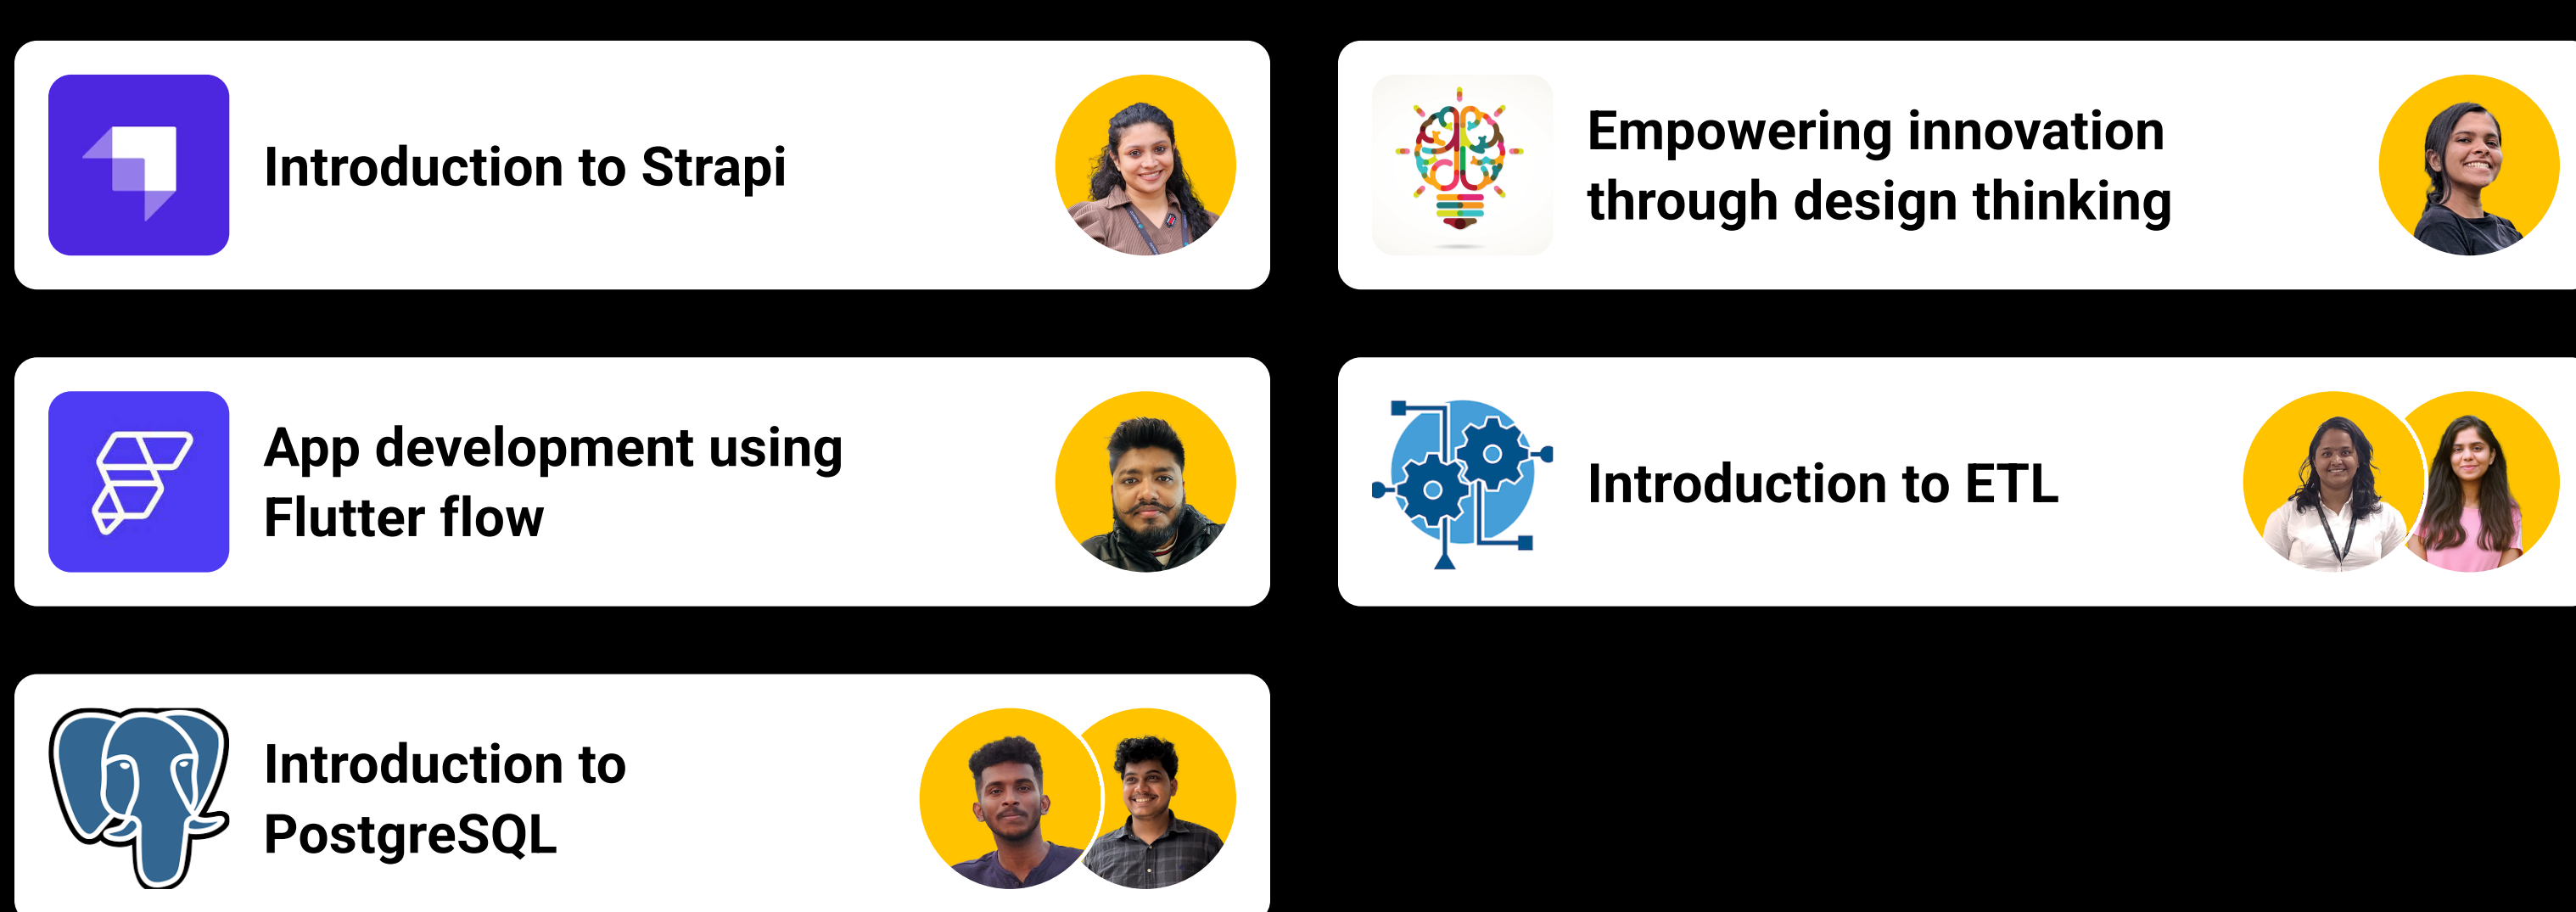 Introduction to Strapi
Empowering innovation
through design thinking
App development using
Flutter flow
Introduction to ETL
Introduction to
PostgreSQL